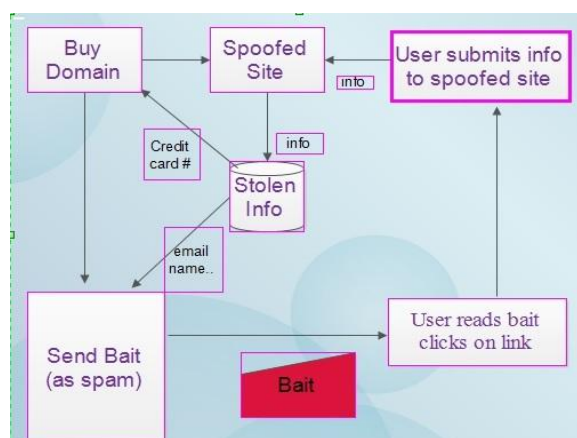 Buy
Domain
Spoofed
Site
User submits info
to spoofed site
info
Credit
card #
info
Stolen
Info
email
name..
Send Bait
(as spam)
Bait
User reads bait
clicks on link